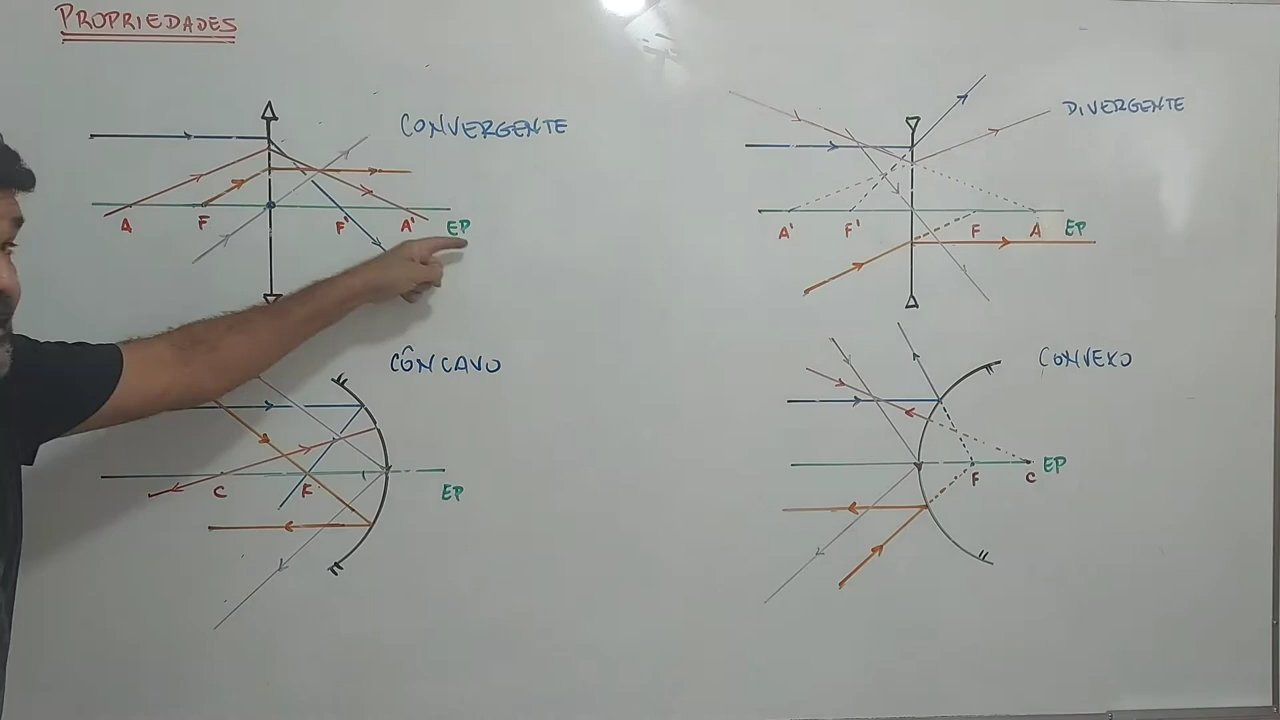 PROPRIEDADES
CONVERGENTE
A F F' A' EP
DIVERGENTE
A' F' F A EP
CÔNCAVO
C F EP
CONVEXO
F C EP